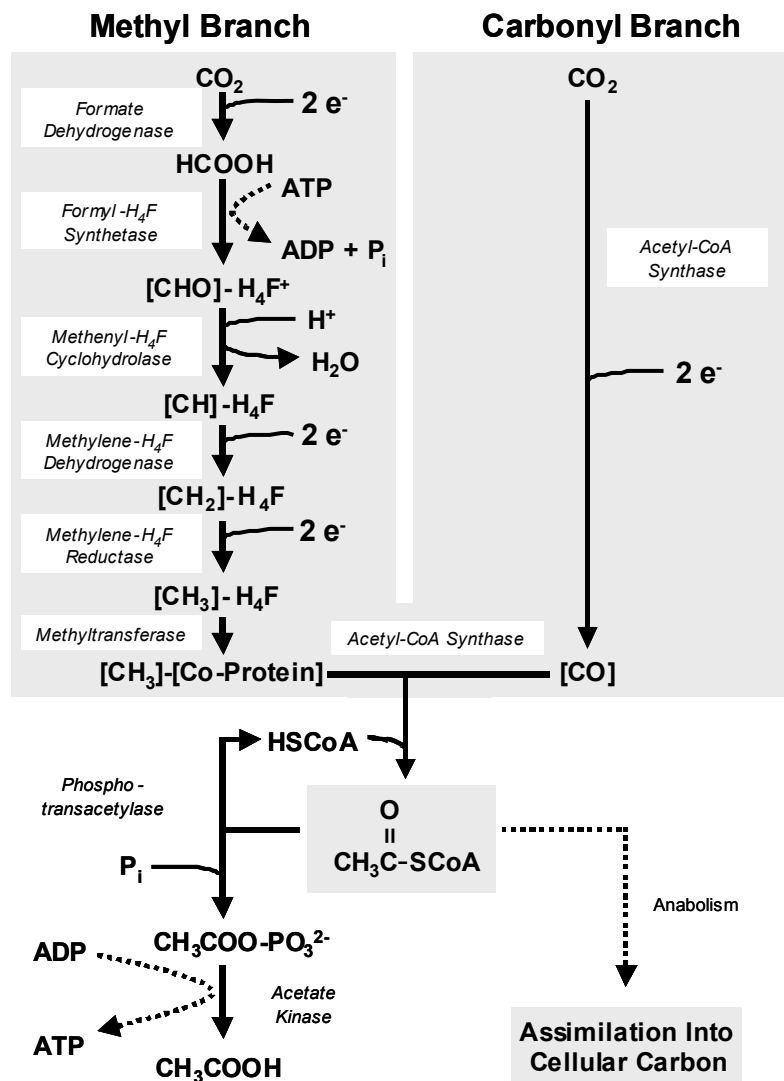 Methyl Branch
Carbonyl Branch
CO₂
Formate
Dehydrogenase
2 e⁻
HCOOH
Formyl-H₄F
Synthetase
ATP
ADP + Pᵢ
[CHO]-H₄F⁺
Methenyl-H₄F
Cyclohydrolase
H⁺
H₂O
[CH]-H₄F
Methylene-H₄F
Dehydrogenase
2 e⁻
[CH₂]-H₄F
Methylene-H₄F
Reductase
2 e⁻
[CH₃]-H₄F
Methyltransferase
[CH₃]-[Co-Protein]
CO₂
Acetyl-CoA
Synthase
2 e⁻
Acetyl-CoA Synthase
[CO]
HSCoA
Phospho-
transacetylase
O
=
CH₃C-SCoA
Pᵢ
CH₃COO-PO₃²⁻
ADP
ATP
Acetate
Kinase
CH₃COOH
Anabolism
Assimilation Into
Cellular Carbon